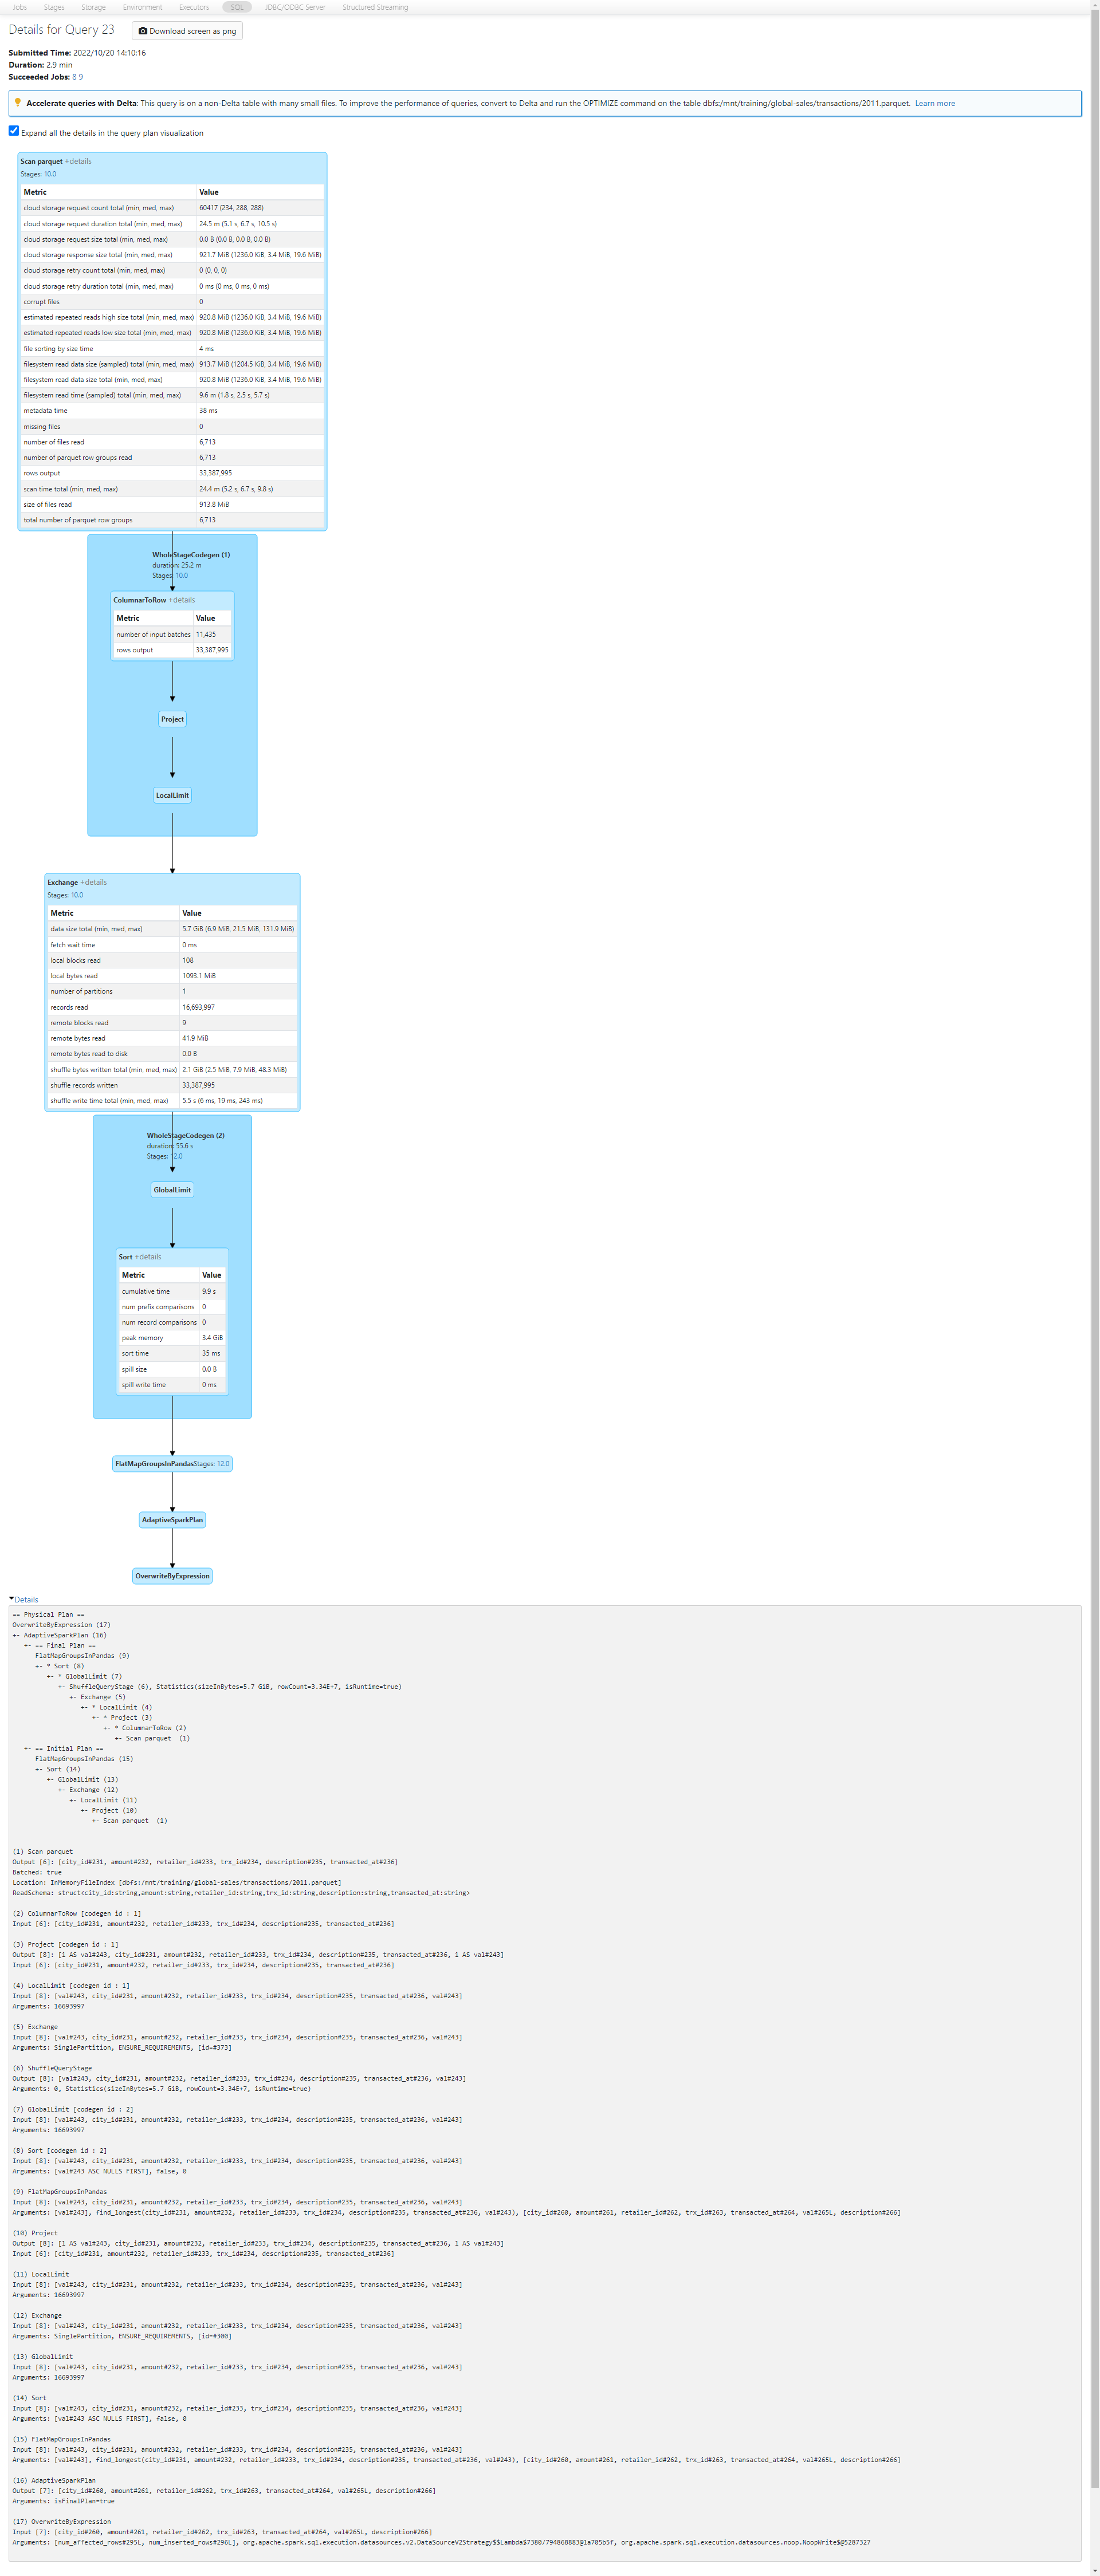 Jobs Stages Storage Environment Executors SQL JDBC/ODBC Server Structured Streaming
Details for Query 23 Download screen as png
Submitted Time: 2022/10/20 14:10:16
Duration: 2.9 min
Succeeded Jobs: 8 9
Accelerate queries with Delta: This query is on a non-Delta table with many small files. To improve the performance of queries, convert to Delta and run the OPTIMIZE command on the table dbfs:/mnt/training/global-sales/transactions/2011.parquet. Learn more
Expand all the details in the query plan visualization
Scan parquet +details
Stages: 10.0
Metric Value
cloud storage request count total (min, med, max) 60417 (234, 288, 288)
cloud storage request duration total (min, med, max) 24.5 m (5.1 s, 6.7 s, 10.5 s)
cloud storage request size total (min, med, max) 0.0 B (0.0 B, 0.0 B, 0.0 B)
cloud storage response size total (min, med, max) 921.7 MiB (1236.0 KiB, 3.4 MiB, 19.6 MiB)
cloud storage retry count total (min, med, max) 0 (0, 0, 0)
cloud storage retry duration total (min, med, max) 0 ms (0 ms, 0 ms, 0 ms)
corrupt files 0
estimated repeated reads high size total (min, med, max) 920.8 MiB (1236.0 KiB, 3.4 MiB, 19.6 MiB)
estimated repeated reads low size total (min, med, max) 920.8 MiB (1236.0 KiB, 3.4 MiB, 19.6 MiB)
file sorting by size time 4 ms
filesystem read data size (sampled) total (min, med, max) 913.7 MiB (1204.5 KiB, 3.4 MiB, 19.6 MiB)
filesystem read data size total (min, med, max) 920.8 MiB (1236.0 KiB, 3.4 MiB, 19.6 MiB)
filesystem read time (sampled) total (min, med, max) 9.6 m (1.8 s, 2.5 s, 5.7 s)
metadata time 38 ms
missing files 0
number of files read 6,713
number of parquet row groups read 6,713
rows output 33,387,995
scan time total (min, med, max) 24.4 m (5.2 s, 6.7 s, 9.8 s)
size of files read 913.8 MiB
total number of parquet row groups 6,713
WholeStageCodegen (1)
duration: 25.2 m
Stages: 10.0
ColumnarToRow +details
Metric Value
number of input batches 11,435
rows output 33,387,995
Project
LocalLimit
Exchange +details
Stages: 10.0
Metric Value
data size total (min, med, max) 5.7 GiB (6.9 MiB, 21.5 MiB, 131.9 MiB)
fetch wait time 0 ms
local blocks read 108
local bytes read 1093.1 MiB
number of partitions 1
records read 16,693,997
remote blocks read 9
remote bytes read 41.9 MiB
remote bytes read to disk 0.0 B
shuffle bytes written total (min, med, max) 2.1 GiB (2.5 MiB, 7.9 MiB, 48.3 MiB)
shuffle records written 33,387,995
shuffle write time total (min, med, max) 5.5 s (6 ms, 19 ms, 243 ms)
WholeStageCodegen (2)
duration: 55.6 s
Stages: 12.0
GlobalLimit
Sort +details
Metric Value
cumulative time 9.9 s
num prefix comparisons 0
num record comparisons 0
peak memory 3.4 GiB
sort time 35 ms
spill size 0.0 B
spill write time 0 ms
FlatMapGroupsInPandasStages: 12.0
AdaptiveSparkPlan
OverwriteByExpression
Details
== Physical Plan ==
OverwriteByExpression (17)
+- AdaptiveSparkPlan (16)
+- == Final Plan ==
FlatMapGroupsInPandas (9)
+- * Sort (8)
+- * GlobalLimit (7)
+- ShuffleQueryStage (6), Statistics(sizeInBytes=5.7 GiB, rowCount=3.34E+7, isRuntime=true)
+- Exchange (5)
+- * LocalLimit (4)
+- * Project (3)
+- * ColumnarToRow (2)
+- Scan parquet (1)
+- == Initial Plan ==
FlatMapGroupsInPandas (15)
+- Sort (14)
+- GlobalLimit (13)
+- Exchange (12)
+- LocalLimit (11)
+- Project (10)
+- Scan parquet (1)
(1) Scan parquet
Output [6]: [city_id#231, amount#232, retailer_id#233, trx_id#234, description#235, transacted_at#236]
Batched: true
Location: InMemoryFileIndex [dbfs:/mnt/training/global-sales/transactions/2011.parquet]
ReadSchema: struct<city_id:string,amount:string,retailer_id:string,trx_id:string,description:string,transacted_at:string>
(2) ColumnarToRow [codegen id : 1]
Input [6]: [city_id#231, amount#232, retailer_id#233, trx_id#234, description#235, transacted_at#236]
(3) Project [codegen id : 1]
Output [8]: [1 AS val#243, city_id#231, amount#232, retailer_id#233, trx_id#234, description#235, transacted_at#236, 1 AS val#243]
Input [6]: [city_id#231, amount#232, retailer_id#233, trx_id#234, description#235, transacted_at#236]
(4) LocalLimit [codegen id : 1]
Input [8]: [val#243, city_id#231, amount#232, retailer_id#233, trx_id#234, description#235, transacted_at#236, val#243]
Arguments: 16693997
(5) Exchange
Input [8]: [val#243, city_id#231, amount#232, retailer_id#233, trx_id#234, description#235, transacted_at#236, val#243]
Arguments: SinglePartition, ENSURE_REQUIREMENTS, [id=#373]
(6) ShuffleQueryStage
Output [8]: [val#243, city_id#231, amount#232, retailer_id#233, trx_id#234, description#235, transacted_at#236, val#243]
Arguments: 0, Statistics(sizeInBytes=5.7 GiB, rowCount=3.34E+7, isRuntime=true)
(7) GlobalLimit [codegen id : 2]
Input [8]: [val#243, city_id#231, amount#232, retailer_id#233, trx_id#234, description#235, transacted_at#236, val#243]
Arguments: 16693997
(8) Sort [codegen id : 2]
Input [8]: [val#243, city_id#231, amount#232, retailer_id#233, trx_id#234, description#235, transacted_at#236, val#243]
Arguments: [val#243 ASC NULLS FIRST], false, 0
(9) FlatMapGroupsInPandas
Input [8]: [val#243, city_id#231, amount#232, retailer_id#233, trx_id#234, description#235, transacted_at#236, val#243]
Arguments: [val#243], find_longest(city_id#231, amount#232, retailer_id#233, trx_id#234, description#235, transacted_at#236, val#243), [city_id#260, amount#261, retailer_id#262, trx_id#263, transacted_at#264, val#265L, description#266]
(10) Project
Output [8]: [1 AS val#243, city_id#231, amount#232, retailer_id#233, trx_id#234, description#235, transacted_at#236, 1 AS val#243]
Input [6]: [city_id#231, amount#232, retailer_id#233, trx_id#234, description#235, transacted_at#236]
(11) LocalLimit
Input [8]: [val#243, city_id#231, amount#232, retailer_id#233, trx_id#234, description#235, transacted_at#236, val#243]
Arguments: 16693997
(12) Exchange
Input [8]: [val#243, city_id#231, amount#232, retailer_id#233, trx_id#234, description#235, transacted_at#236, val#243]
Arguments: SinglePartition, ENSURE_REQUIREMENTS, [id=#300]
(13) GlobalLimit
Input [8]: [val#243, city_id#231, amount#232, retailer_id#233, trx_id#234, description#235, transacted_at#236, val#243]
Arguments: 16693997
(14) Sort
Input [8]: [val#243, city_id#231, amount#232, retailer_id#233, trx_id#234, description#235, transacted_at#236, val#243]
Arguments: [val#243 ASC NULLS FIRST], false, 0
(15) FlatMapGroupsInPandas
Input [8]: [val#243, city_id#231, amount#232, retailer_id#233, trx_id#234, description#235, transacted_at#236, val#243]
Arguments: [val#243], find_longest(city_id#231, amount#232, retailer_id#233, trx_id#234, description#235, transacted_at#236, val#243), [city_id#260, amount#261, retailer_id#262, trx_id#263, transacted_at#264, val#265L, description#266]
(16) AdaptiveSparkPlan
Output [7]: [city_id#260, amount#261, retailer_id#262, trx_id#263, transacted_at#264, val#265L, description#266]
Arguments: isFinalPlan=true
(17) OverwriteByExpression
Input [7]: [city_id#260, amount#261, retailer_id#262, trx_id#263, transacted_at#264, val#265L, description#266]
Arguments: [num_affected_rows#295L, num_inserted_rows#296L], org.apache.spark.sql.execution.datasources.v2.DataSourceV2Strategy$$Lambda$7380/794868883@1a705b5f, org.apache.spark.sql.execution.datasources.noop.NoopWrite$@5287327